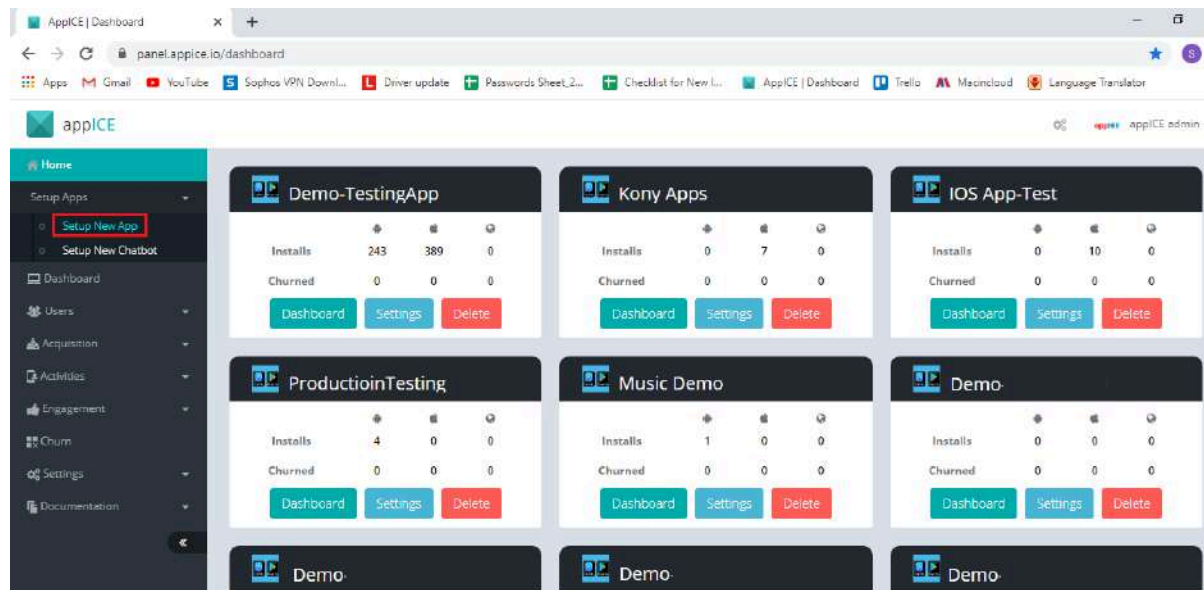 AppICE | Dashboard
panel.appice.io/dashboard
S
Apps Gmail YouTube Sophos VPN Downl... Driver update Passwords Sheet_2... Checklist for New I... AppICE | Dashboard Trello Macincloud Language Translator
appICE
appICE admin
Home
Setup Apps
Setup New App
Setup New Chatbot
Dashboard
Users
Acquisition
Activities
Engagement
Churn
Settings
Documentation
Demo-TestingApp
Installs 243 389 0
Churned 0 0 0
Dashboard Settings Delete
Kony Apps
Installs 0 7 0
Churned 0 0 0
Dashboard Settings Delete
IOS App-Test
Installs 0 10 0
Churned 0 0 0
Dashboard Settings Delete
ProductioinTesting
Installs 4 0 0
Churned 0 0 0
Dashboard Settings Delete
Music Demo
Installs 1 0 0
Churned 0 0 0
Dashboard Settings Delete
Demo-
Installs 0 0 0
Churned 0 0 0
Dashboard Settings Delete
Demo-
Demo-
Demo-